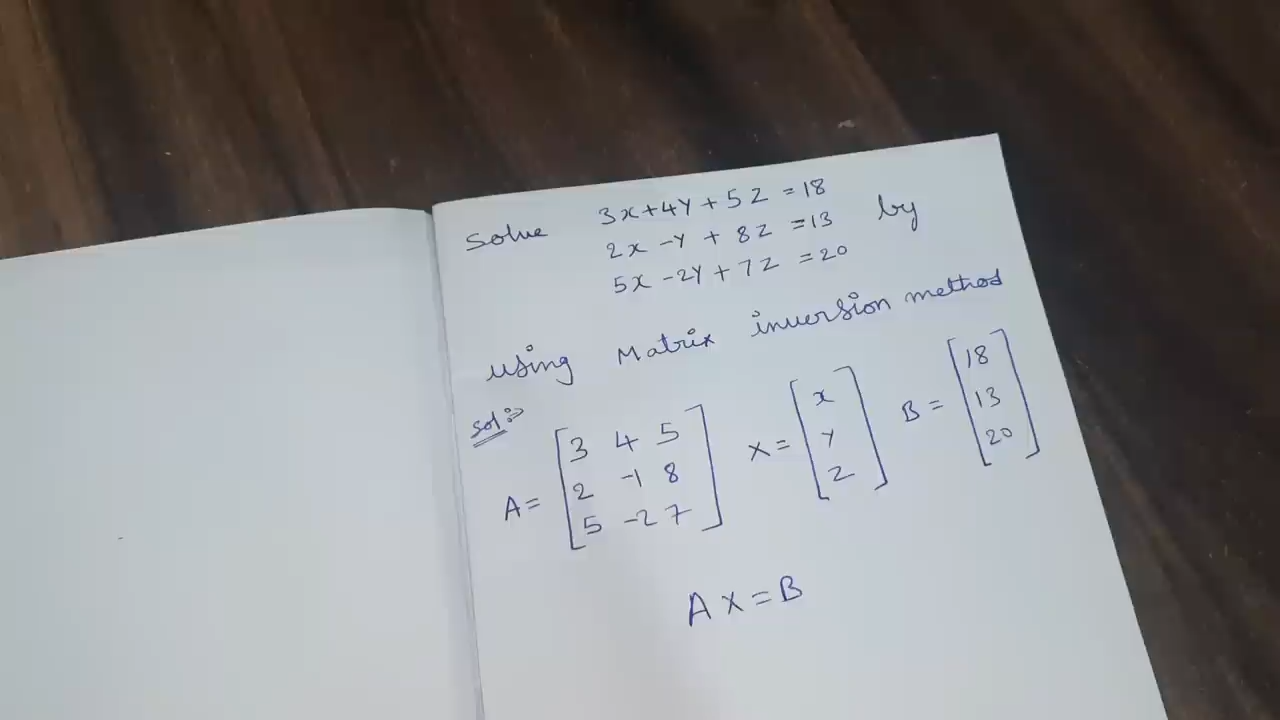 Solve 3x+4y+5z=18
2x-y+8z=13 by
5x-2y+7z=20
using Matrix inversion method
Sol:- A= [3 4 5
2 -1 8
5 -2 7] X= [x
y
z] B= [18
13
20]
AX=B